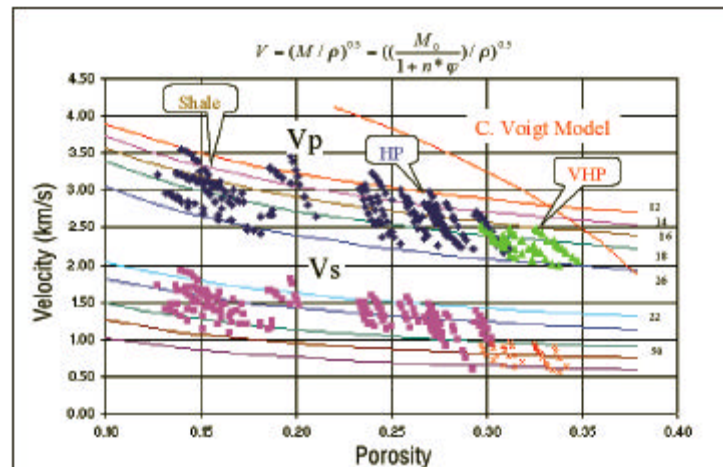 V = (M / ρ)^0.5 = ((M_0 / 1 + n * φ) / ρ)^0.5
4.50
4.00
3.50
3.00
2.50
2.00
1.50
1.00
0.50
0.00
Velocity (km/s)
Shale
Vp
C. Voigt Model
HP
VHP
12
14
16
18
26
Vs
22
50
0.10
0.15
0.20
0.25
0.30
0.35
0.40
Porosity